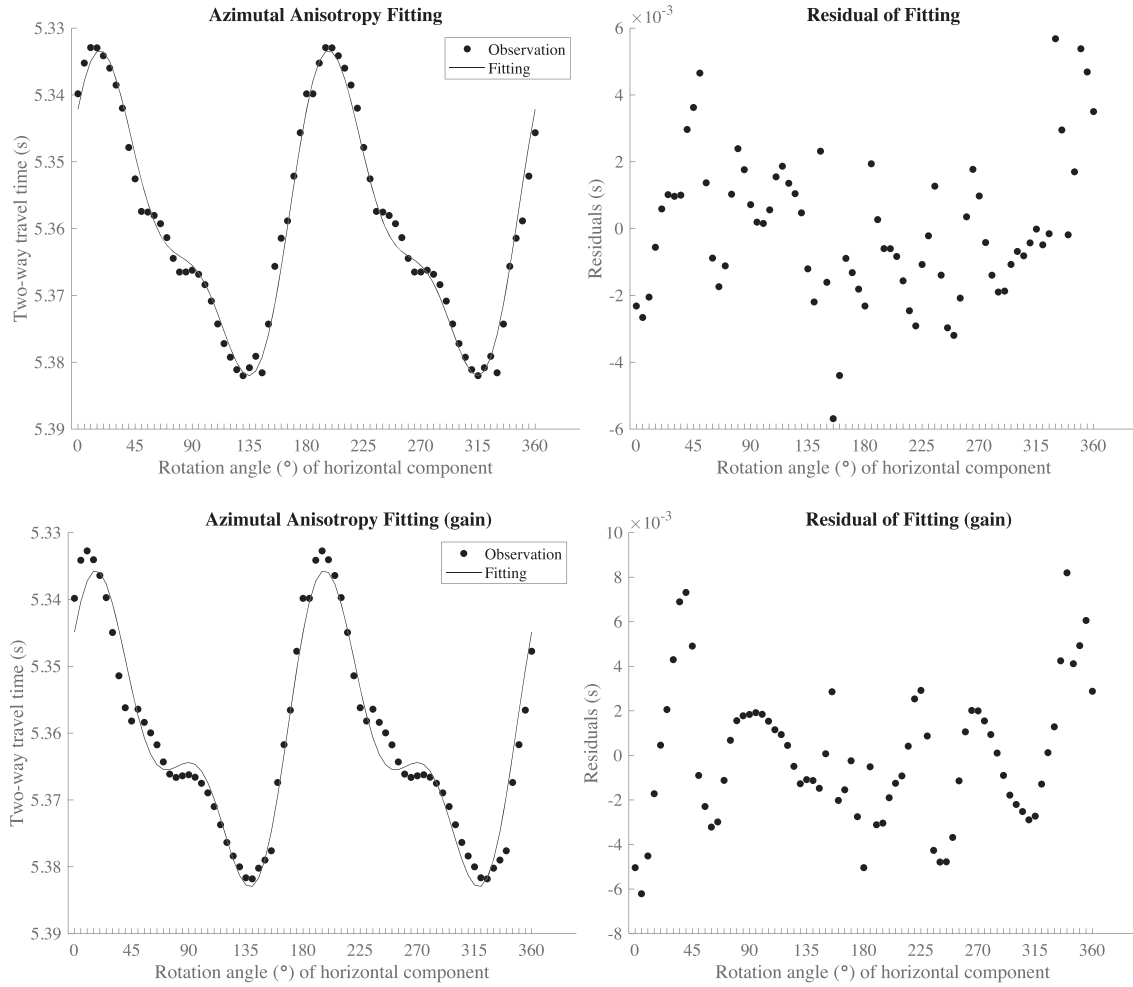 Azimutal Anisotropy Fitting
5.33
5.34
5.35
5.36
5.37
5.38
5.39
Two-way travel time (s)
Observation
Fitting
0 45 90 135 180 225 270 315 360
Rotation angle (°) of horizontal component
Residual of Fitting
×10⁻³
6
4
2
0
-2
-4
-6
Residuals (s)
0 45 90 135 180 225 270 315 360
Rotation angle (°) of horizontal component
Azimutal Anisotropy Fitting (gain)
5.33
5.34
5.35
5.36
5.37
5.38
5.39
Two-way travel time (s)
Observation
Fitting
0 45 90 135 180 225 270 315 360
Rotation angle (°) of horizontal component
Residual of Fitting (gain)
×10⁻³
10
8
6
4
2
0
-2
-4
-6
-8
Residuals (s)
0 45 90 135 180 225 270 315 360
Rotation angle (°) of horizontal component